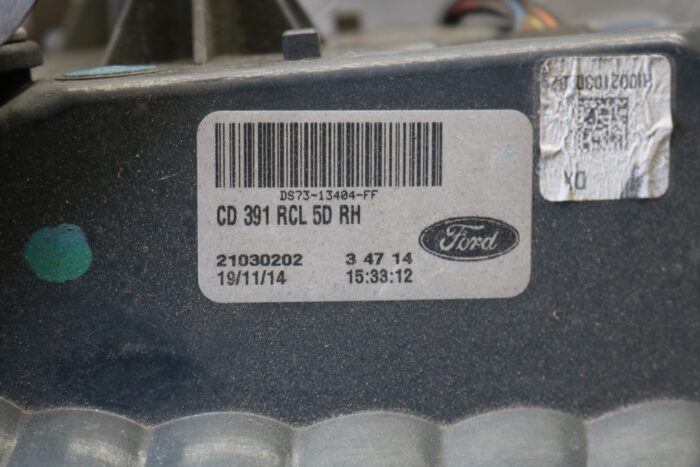 DS73-13404-FF
CD 391 RCL 5D RH
Ford
21030202 3 47 14
19/11/14 15:33:12